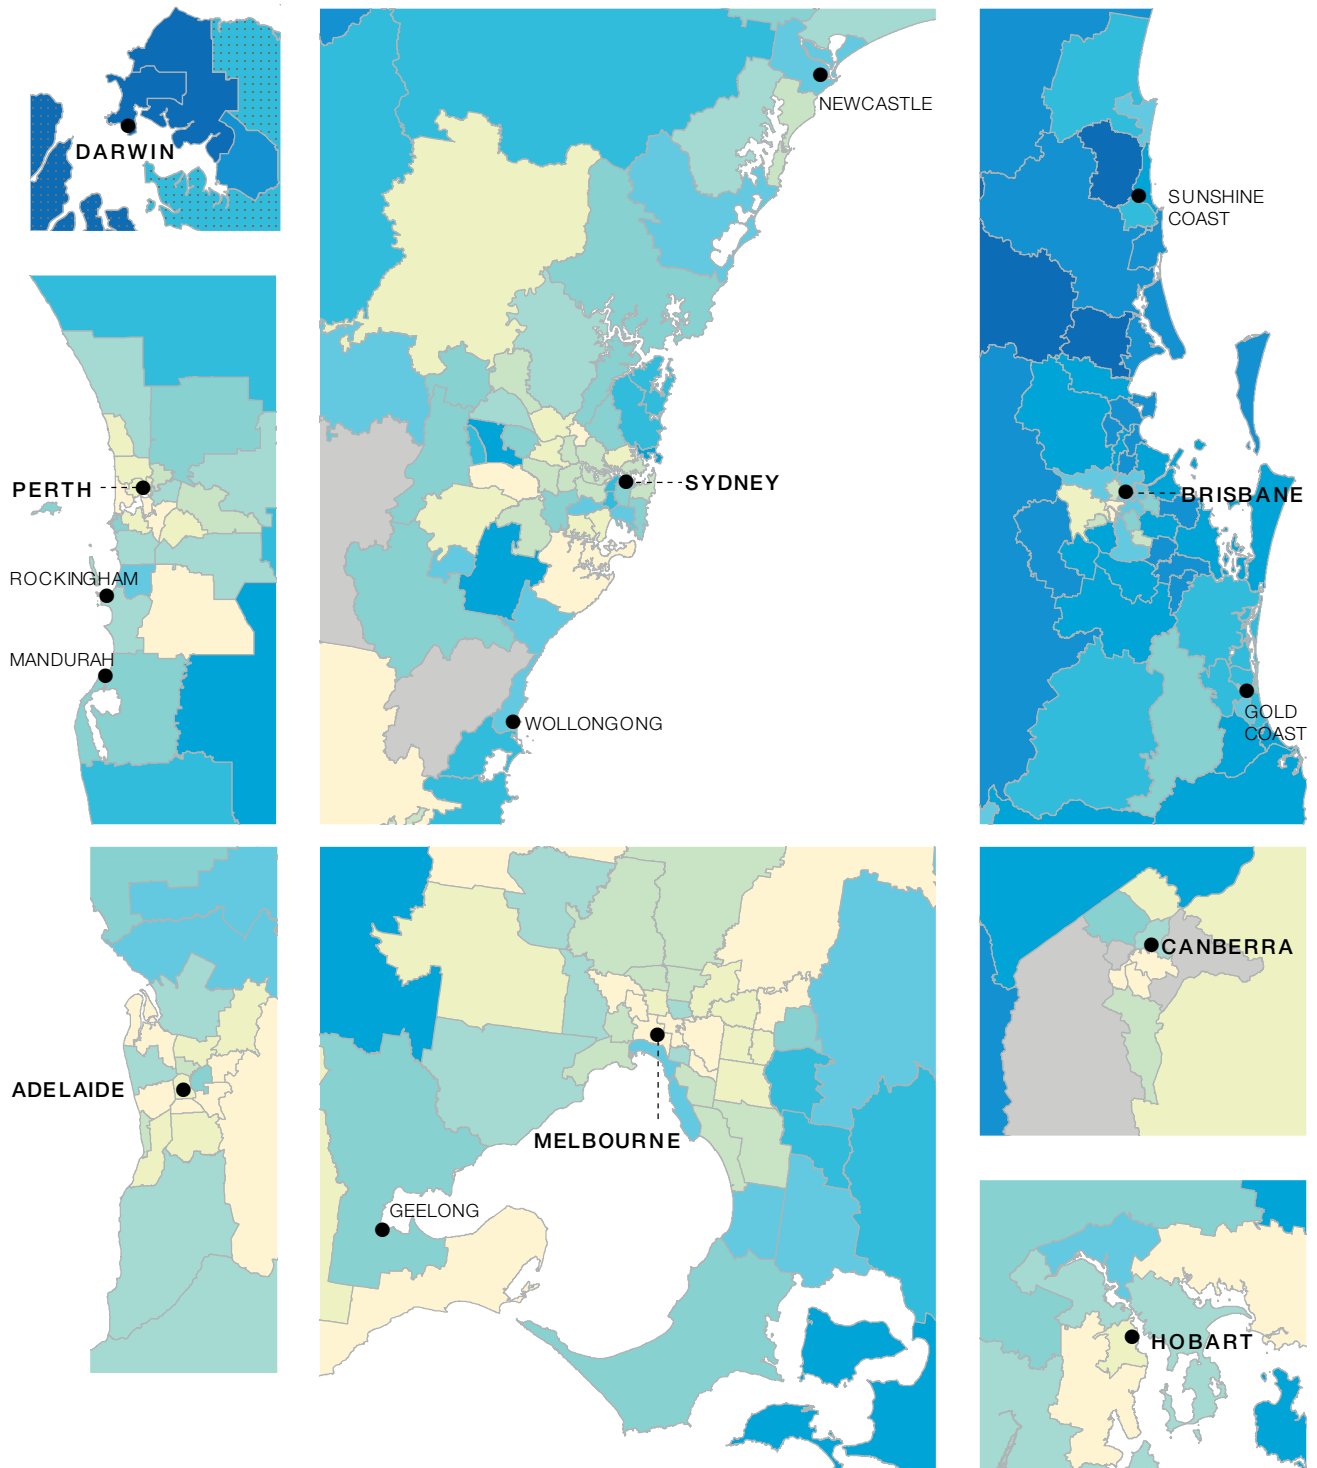 NEWCASTLE
DARWIN
SUNSHINE
COAST
PERTH
SYDNEY
BRISBANE
ROCKINGHAM
MANDURAH
WOLLONGONG
GOLD
COAST
CANBERRA
ADELAIDE
MELBOURNE
GEELONG
HOBART